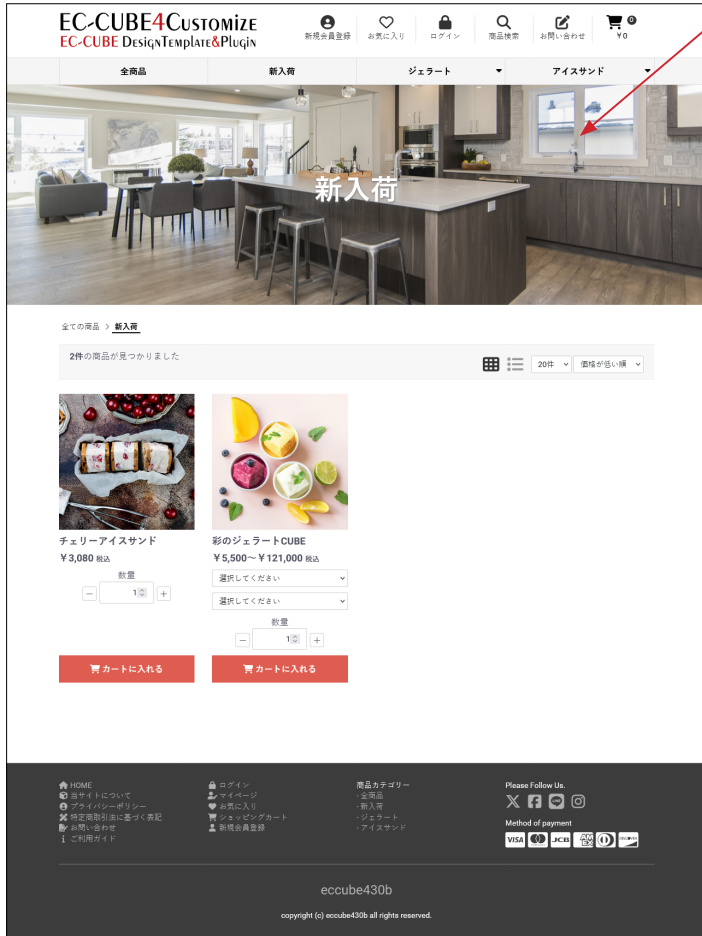 EC-CUBE4Customize
EC-CUBE DesignTemplate&Plugin
新規会員登録
お気に入り
ログイン
商品検索
お問い合わせ
0
￥0
全商品
新入荷
ジェラート
アイスサンド
新入荷
全ての商品 > 新入荷
2件の商品が見つかりました
20件
価格が低い順
チェリーアイスサンド
￥3,080 税込
数量
1
カートに入れる
彩のジェラートCUBE
￥5,500～￥121,000 税込
選択してください
選択してください
数量
1
カートに入れる
HOME
当サイトについて
プライバシーポリシー
特定商取引法に基づく表記
お問い合わせ
ご利用ガイド
ログイン
マイページ
お気に入り
ショッピングカート
新規会員登録
商品カテゴリー
-全商品
-新入荷
-ジェラート
-アイスサンド
Please Follow Us.
LINE
Method of payment
VISA
JCB
AM EX
DISCOVER
eccube430b
copyright (c) eccube430b all rights reserved.